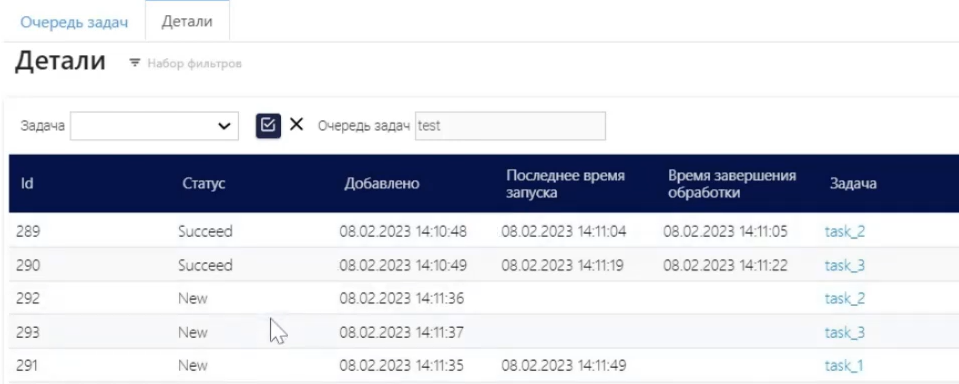 Очередь задач Детали
Детали Набор фильтров
Задача Очередь задач test
Id Статус Добавлено Последнее время запуска Время завершения обработки Задача
289 Succeed 08.02.2023 14:10:48 08.02.2023 14:11:04 08.02.2023 14:11:05 task_2
290 Succeed 08.02.2023 14:10:49 08.02.2023 14:11:19 08.02.2023 14:11:22 task_3
292 New 08.02.2023 14:11:36 task_2
293 New 08.02.2023 14:11:37 task_3
291 New 08.02.2023 14:11:35 08.02.2023 14:11:49 task_1